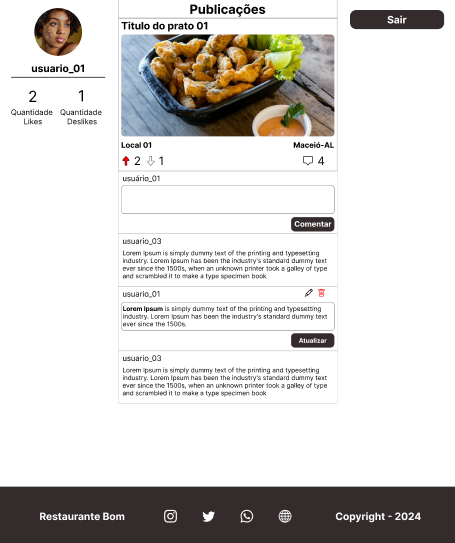 Publicações
Sair
usuario_01
2 1
Quantidade Quantidade
Likes Deslikes
Titulo do prato 01
Local 01 Maceió-AL
2 1 4
usuário_01
Comentar
usuario_03
Lorem Ipsum is simply dummy text of the printing and typesetting
industry. Lorem Ipsum has been the industry's standard dummy text
ever since the 1500s, when an unknown printer took a galley of type
and scrambled it to make a type specimen book
usuario_01
Lorem Ipsum is simply dummy text of the printing and typesetting
industry. Lorem Ipsum has been the industry's standard dummy text
ever since the 1500s.
Atualizar
usuario_03
Lorem Ipsum is simply dummy text of the printing and typesetting
industry. Lorem Ipsum has been the industry's standard dummy text
ever since the 1500s, when an unknown printer took a galley of type
and scrambled it to make a type specimen book
Restaurante Bom Copyright - 2024